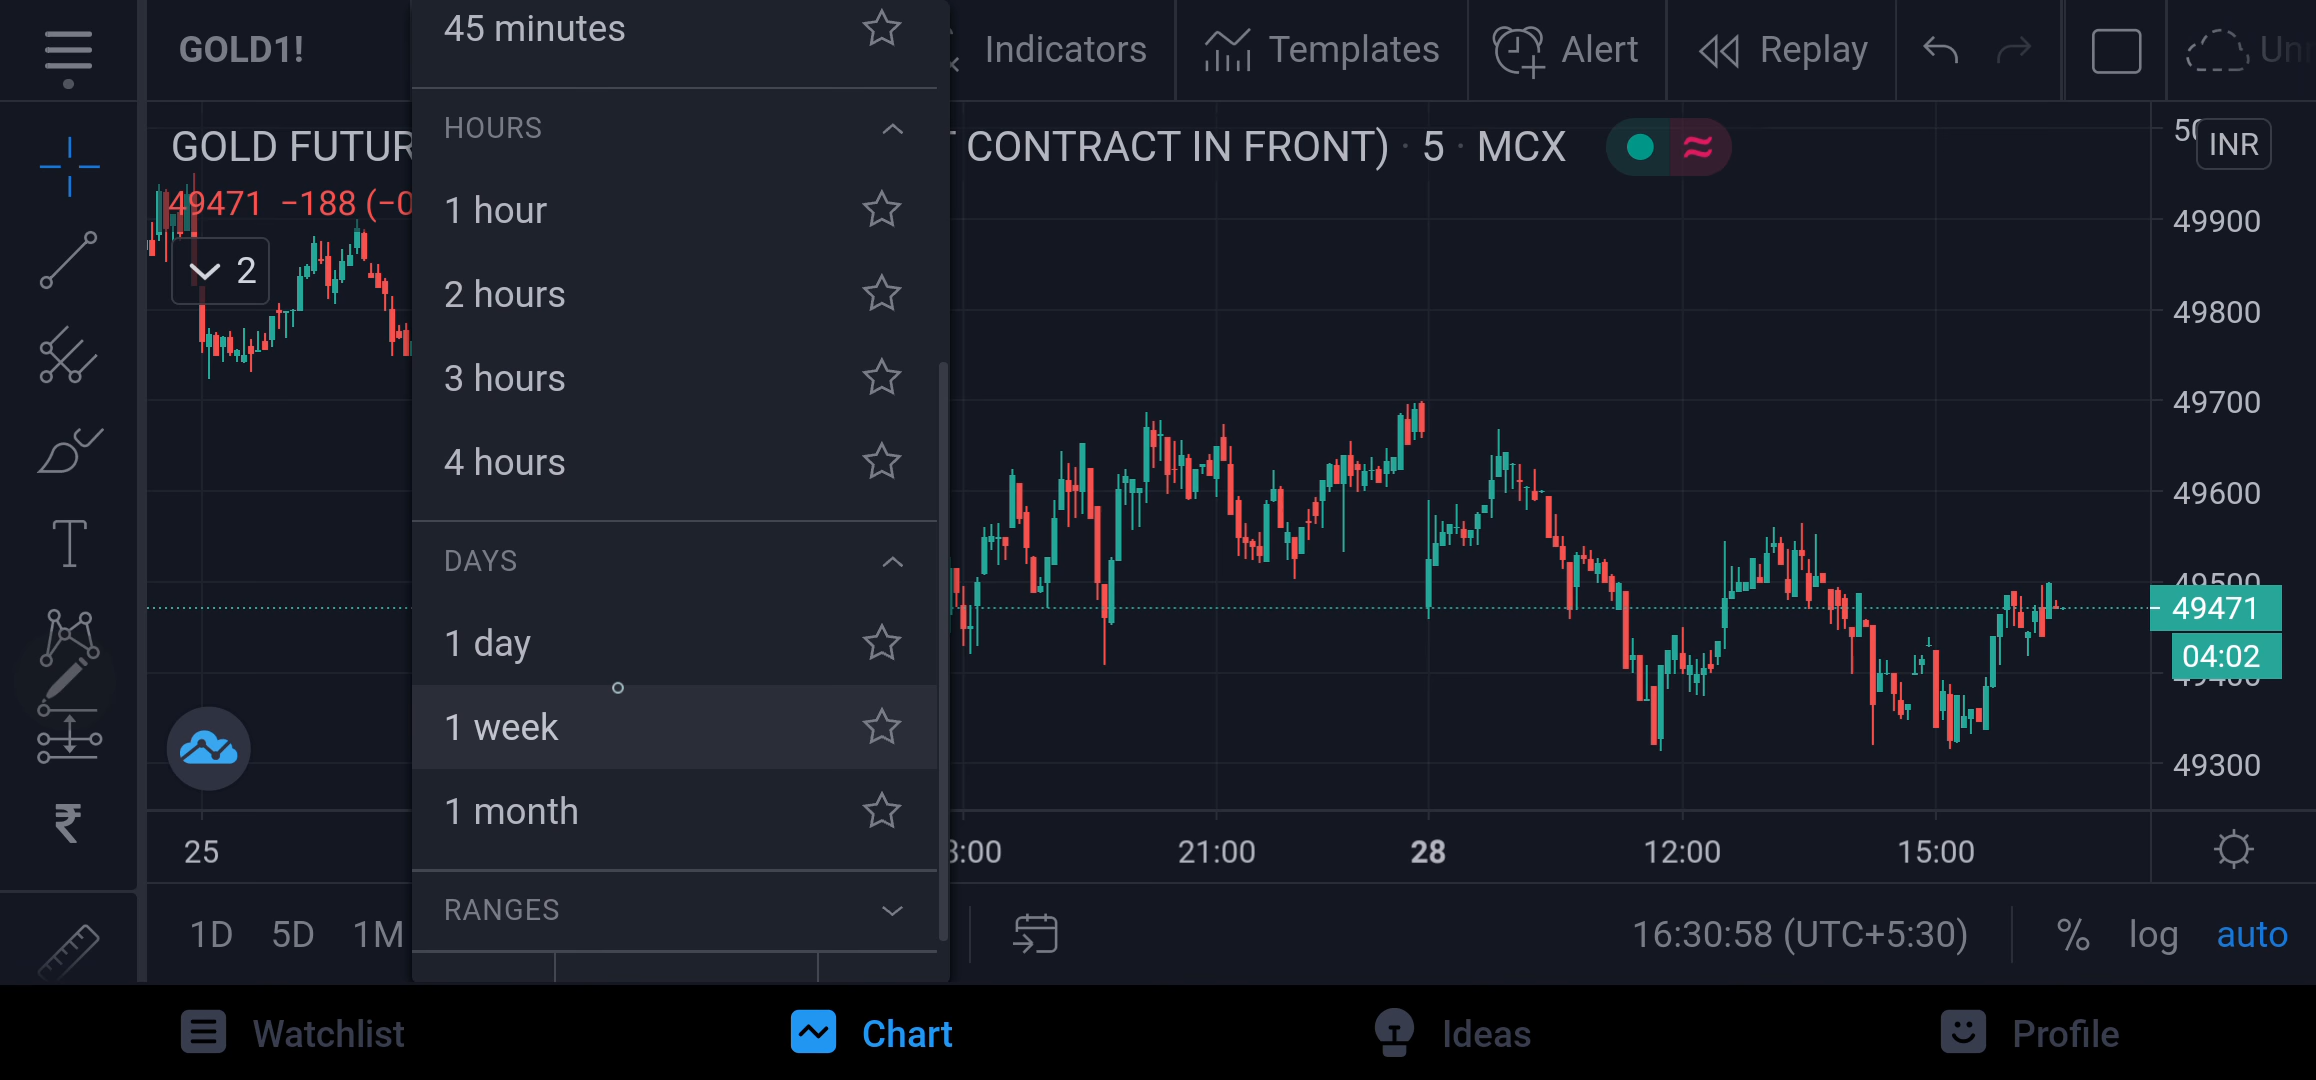 GOLD1!
45 minutes
Indicators
Templates
Alert
Replay
HOURS
GOLD FUTUR
CONTRACT IN FRONT) · 5 · MCX
INR
49471 −188 (−0
2
1 hour
2 hours
3 hours
4 hours
DAYS
1 day
1 week
1 month
RANGES
49900
49800
49700
49600
49500
49471
04:02
49400
49300
25
21:00
28
12:00
15:00
1D 5D 1M
16:30:58 (UTC+5:30)
% log auto
Watchlist
Chart
Ideas
Profile